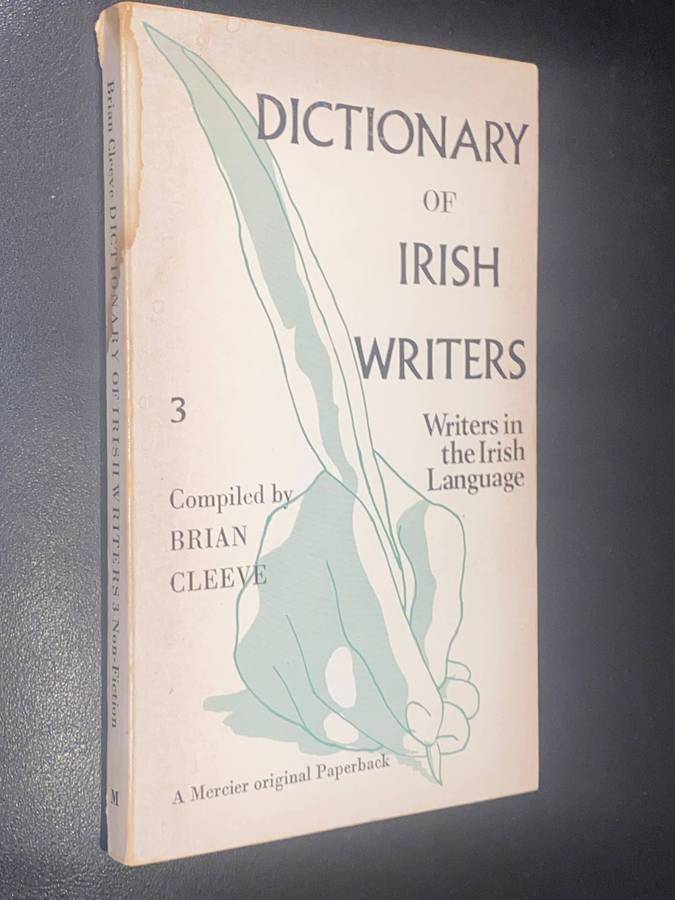 DICTIONARY
OF
IRISH
WRITERS
Writers in
the Irish
Language
3
Compiled by
BRIAN
CLEEVE
A Mercier original Paperback
Brian Cleeve DICTIONARY OF IRISH WRITERS 3 Non-Fiction
M